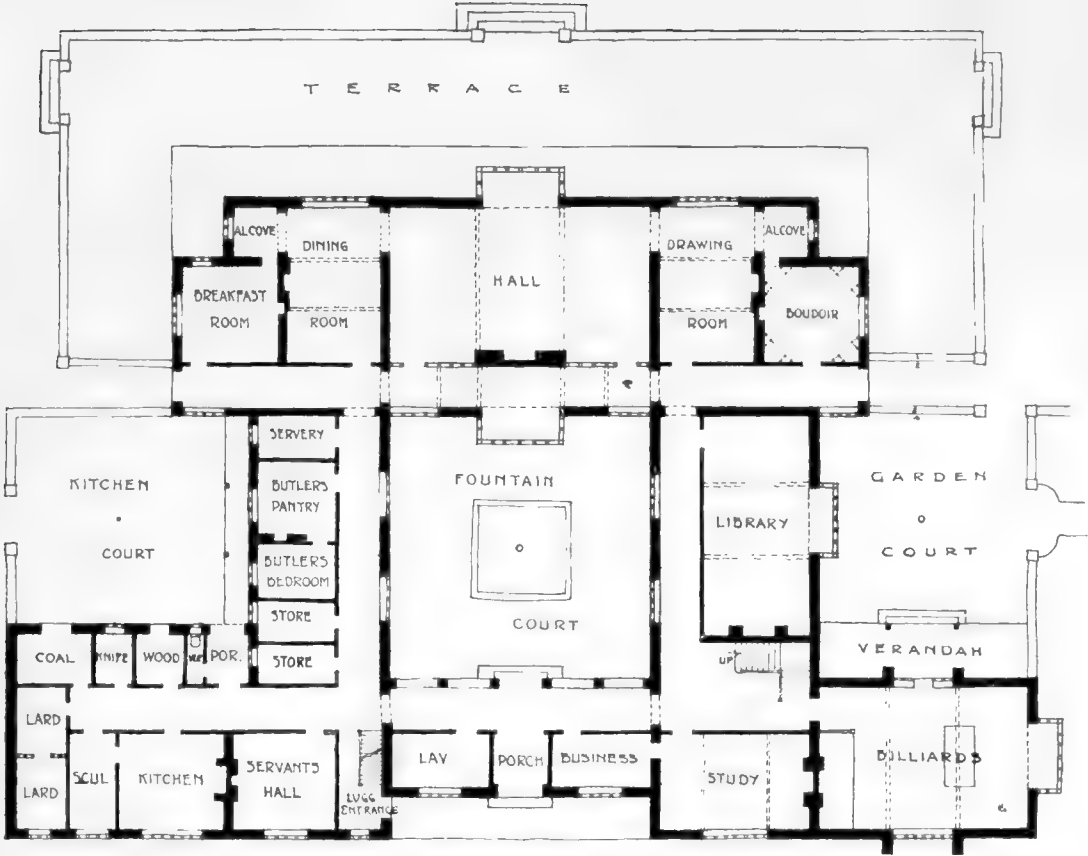 TERRACE
ALCOVE
DINING
ROOM
HALL
DRAWING
ROOM
ALCOVE
BREAKFAST
ROOM
BOUDOIR
SERVERY
KITCHEN
COURT
BUTLERS
PANTRY
BUTLERS
BEDROOM
STORE
STORE
FOUNTAIN
COURT
LIBRARY
GARDEN
COURT
VERANDAH
UP
COAL
KNIFE
WOOD
POR.
LARD
LARD
SCUL
KITCHEN
SERVANTS
HALL
LUGG
ENTRANCE
LAV
PORCH
BUSINESS
STUDY
BILLIARDS